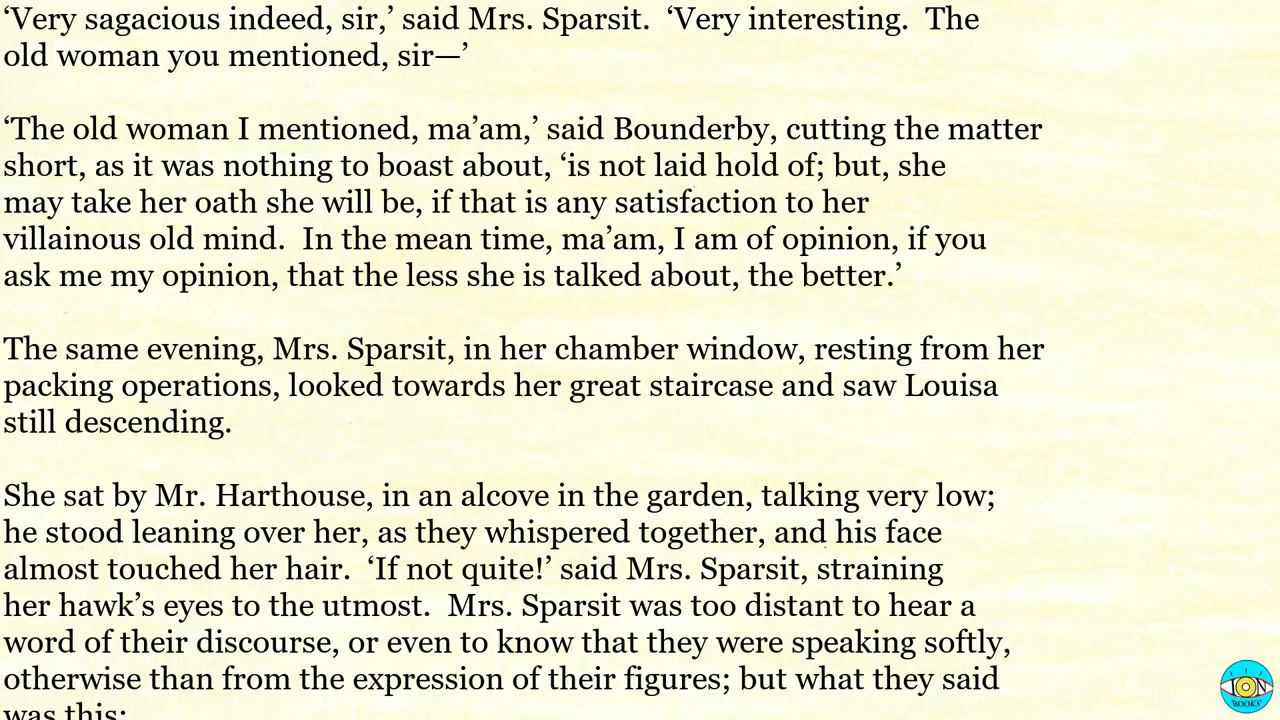 ‘Very sagacious indeed, sir,’ said Mrs. Sparsit.  ‘Very interesting.  The
old woman you mentioned, sir—’
‘The old woman I mentioned, ma’am,’ said Bounderby, cutting the matter
short, as it was nothing to boast about, ‘is not laid hold of; but, she
may take her oath she will be, if that is any satisfaction to her
villainous old mind.  In the mean time, ma’am, I am of opinion, if you
ask me my opinion, that the less she is talked about, the better.’
The same evening, Mrs. Sparsit, in her chamber window, resting from her
packing operations, looked towards her great staircase and saw Louisa
still descending.
She sat by Mr. Harthouse, in an alcove in the garden, talking very low;
he stood leaning over her, as they whispered together, and his face
almost touched her hair.  ‘If not quite!’ said Mrs. Sparsit, straining
her hawk’s eyes to the utmost.  Mrs. Sparsit was too distant to hear a
word of their discourse, or even to know that they were speaking softly,
otherwise than from the expression of their figures; but what they said
was this:
ION
BOOKS